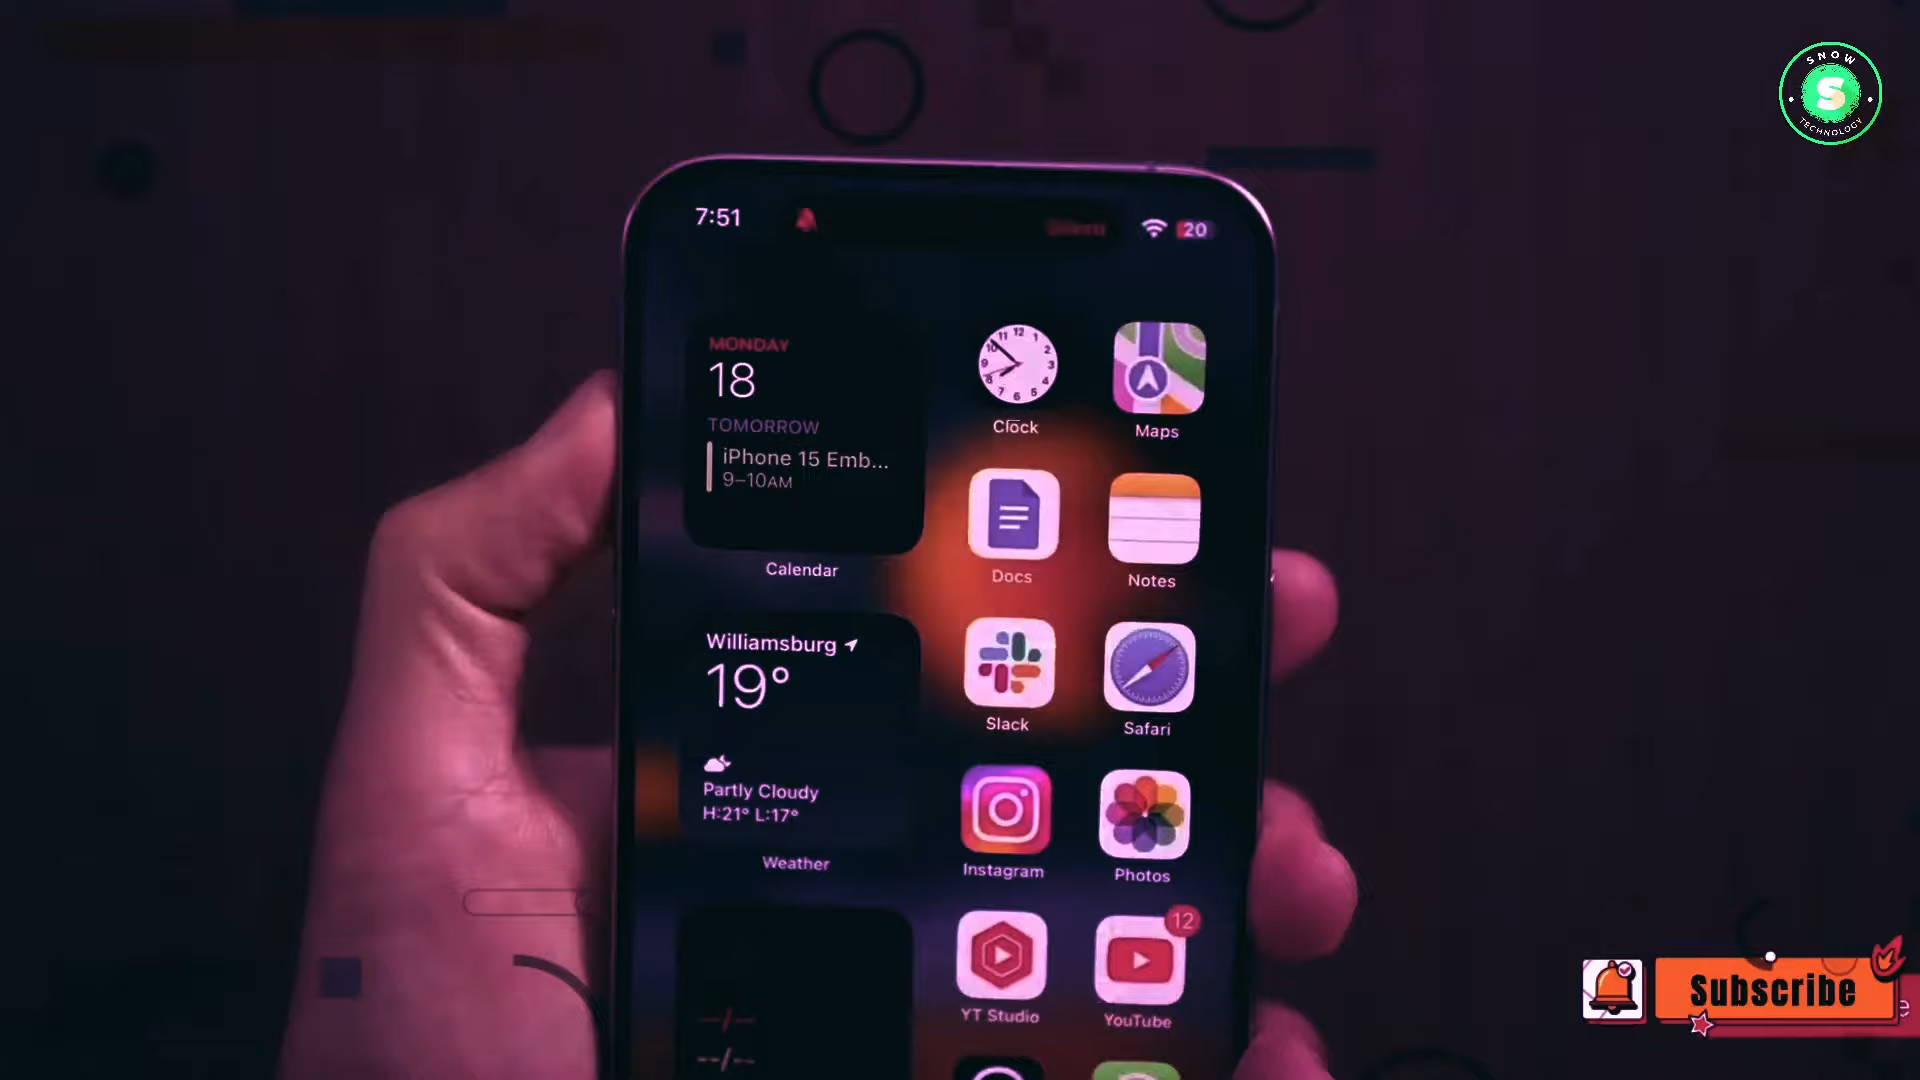 SNOW
S
TECHNOLOGY
7:51
Silent
20
MONDAY
18
TOMORROW
iPhone 15 Emb...
9–10AM
Calendar
Clock
Maps
Docs
Notes
Williamsburg
19°
Partly Cloudy
H:21° L:17°
Weather
Slack
Safari
Instagram
Photos
12
YT Studio
YouTube
--/--
--/--
Subscribe